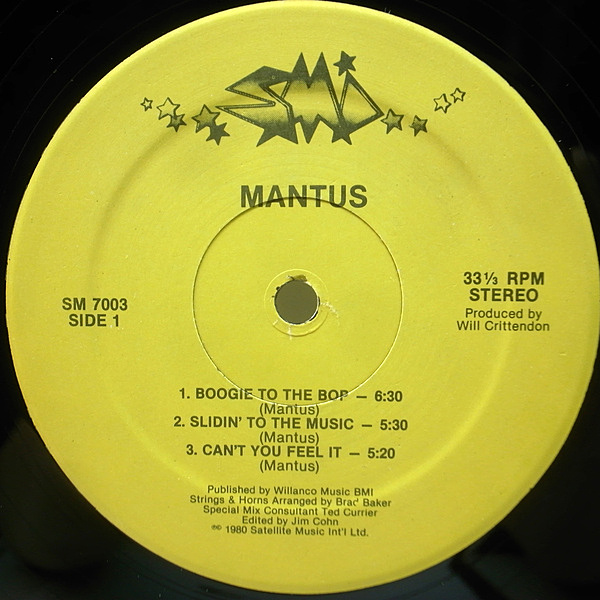 SMI
MANTUS
SM 7003
SIDE 1
33⅓ RPM
STEREO
Produced by
Will Crittendon
1. BOOGIE TO THE BOP — 6:30
(Mantus)
2. SLIDIN' TO THE MUSIC — 5:30
(Mantus)
3. CAN'T YOU FEEL IT — 5:20
(Mantus)
Published by Willanco Music BMI
Strings & Horns Arranged by Brad Baker
Special Mix Consultant Ted Currier
Edited by Jim Cohn
℗© 1980 Satellite Music Int'l Ltd.